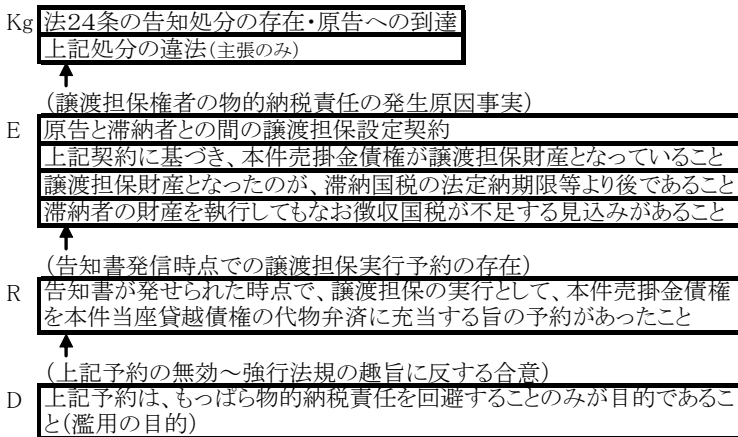 Kg 法24条の告知処分の存在・原告への到達
上記処分の違法(主張のみ)
(譲渡担保権者の物的納税責任の発生原因事実)
E 原告と滞納者との間の譲渡担保設定契約
上記契約に基づき、本件売掛金債権が譲渡担保財産となっていること
譲渡担保財産となったのが、滞納国税の法定納期限等より後であること
滞納者の財産を執行してもなお徴収国税が不足する見込みがあること
(告知書発信時点での譲渡担保実行予約の存在)
R 告知書が発せられた時点で、譲渡担保の実行として、本件売掛金債権
を本件当座貸越債権の代物弁済に充当する旨の予約があったこと
(上記予約の無効～強行法規の趣旨に反する合意)
D 上記予約は、もっぱら物的納税責任を回避することのみが目的であるこ
と(濫用の目的)